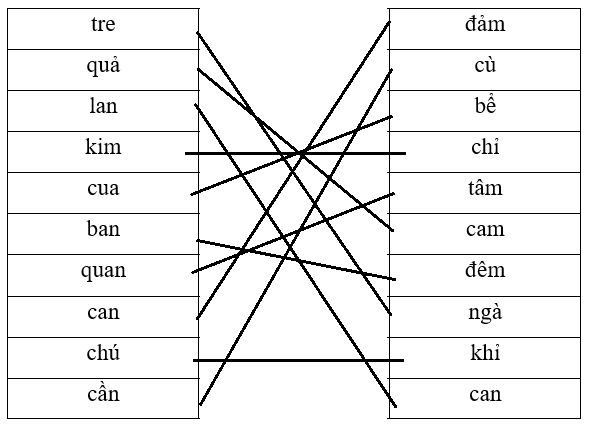 tre đảm
quả cù
lan bể
kim chỉ
cua tâm
ban cam
quan đêm
can ngà
chú khỉ
cần can